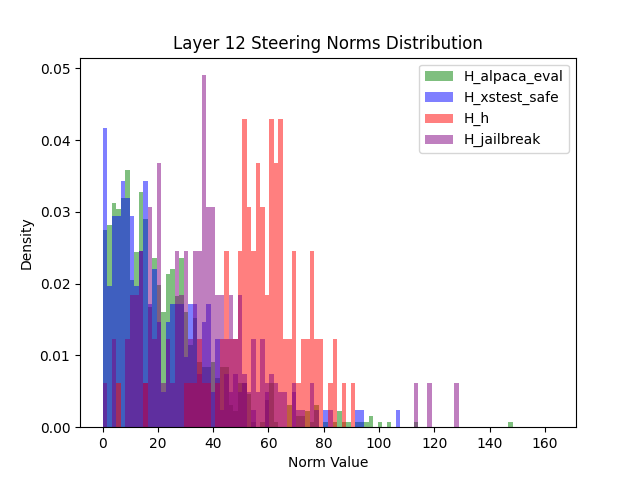 Layer 12 Steering Norms Distribution
H_alpaca_eval
H_xstest_safe
H_h
H_jailbreak
Density
0.05
0.04
0.03
0.02
0.01
0.00
0 20 40 60 80 100 120 140 160
Norm Value